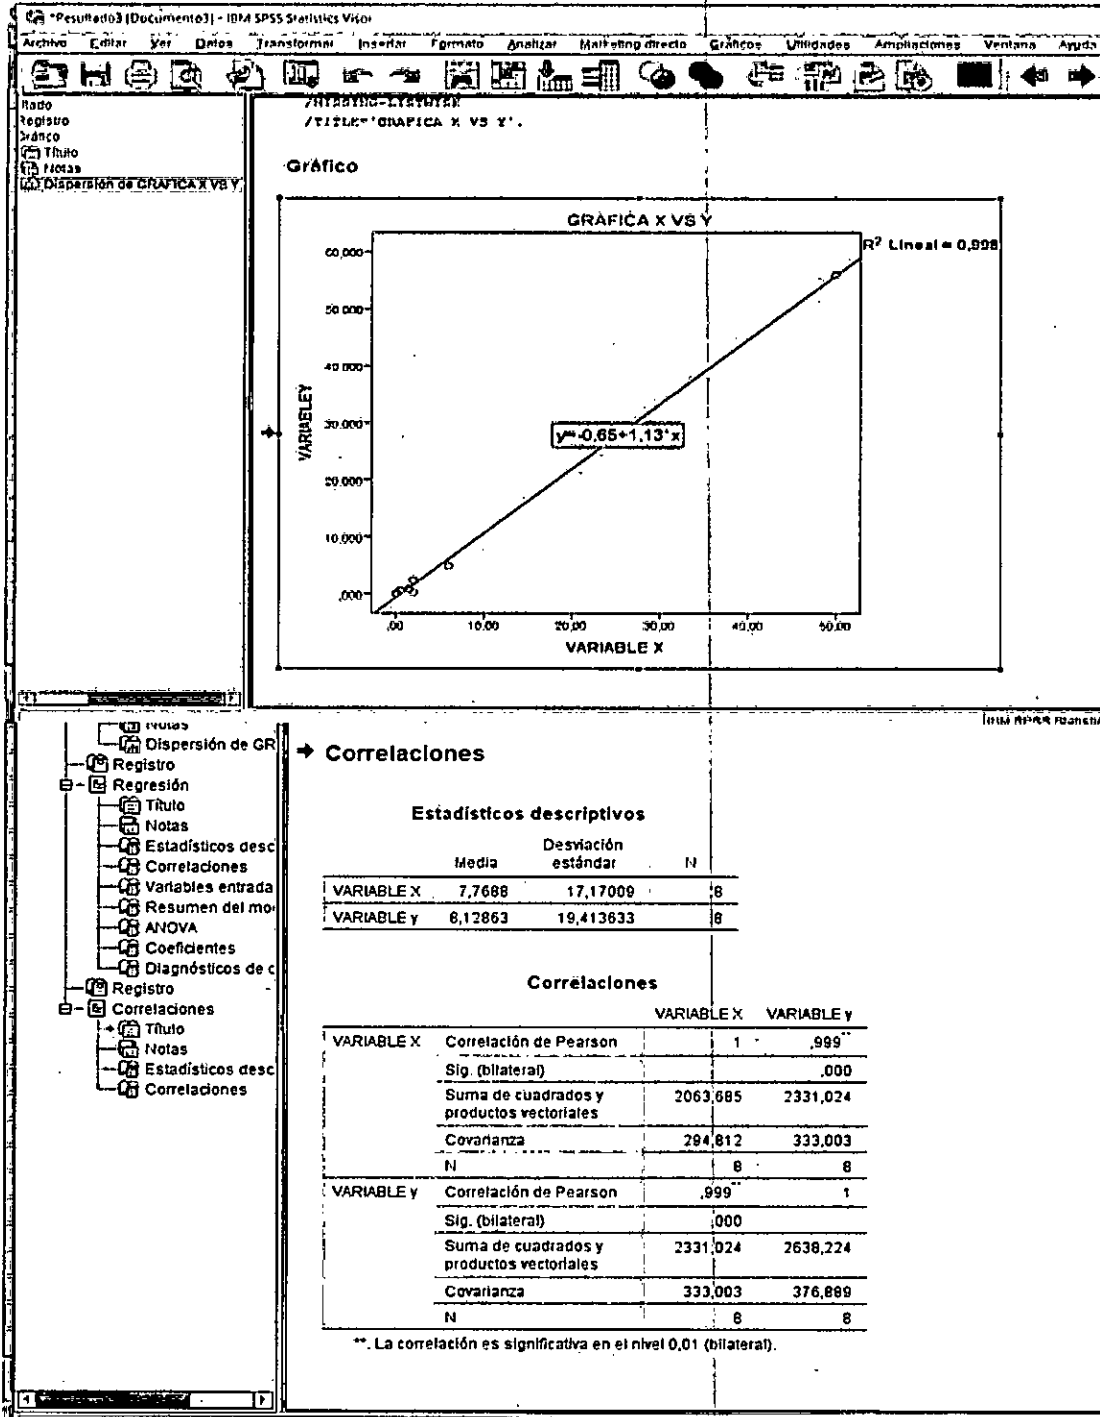 *Resultado3 [Documento3] - IBM SPSS Statistics Visor
Archivo Editar Ver Datos Transformar Insertar Formato Analizar Marketing directo Gráficos Utilidades Ampliaciones Ventana Ayuda
ltado
Registro
Gráfico
Título
Notas
Dispersión de GRAFICA X VS Y
/MISSING=LISTWISE
/TITLE='GRAFICA X VS Y'.
Gráfico
GRÁFICA X VS Y
R² Lineal = 0,998
60,000
50,000
40,000
30,000
20,000
10,000
,000
VARIABLEY
y=-0,65+1,13*x
,00 10,00 20,00 30,00 40,00 50,00
VARIABLE X
IBM SPSS
Notas
Dispersión de GR
Registro
Regresión
Título
Notas
Estadísticos desc
Correlaciones
Variables entrada
Resumen del mo
ANOVA
Coeficientes
Diagnósticos de c
Registro
Correlaciones
Título
Notas
Estadísticos desc
Correlaciones
Correlaciones
Estadísticos descriptivos
Media Desviación estándar N
VARIABLE X 7,7688 17,17009 8
VARIABLE y 8,12863 19,413633 8
Correlaciones
VARIABLE X VARIABLE y
VARIABLE X Correlación de Pearson 1 ,999**
Sig. (bilateral) ,000
Suma de cuadrados y productos vectoriales 2063,685 2331,024
Covarianza 294,812 333,003
N 8 8
VARIABLE y Correlación de Pearson ,999** 1
Sig. (bilateral) ,000
Suma de cuadrados y productos vectoriales 2331,024 2638,224
Covarianza 333,003 376,889
N 8 8
**. La correlación es significativa en el nivel 0,01 (bilateral).